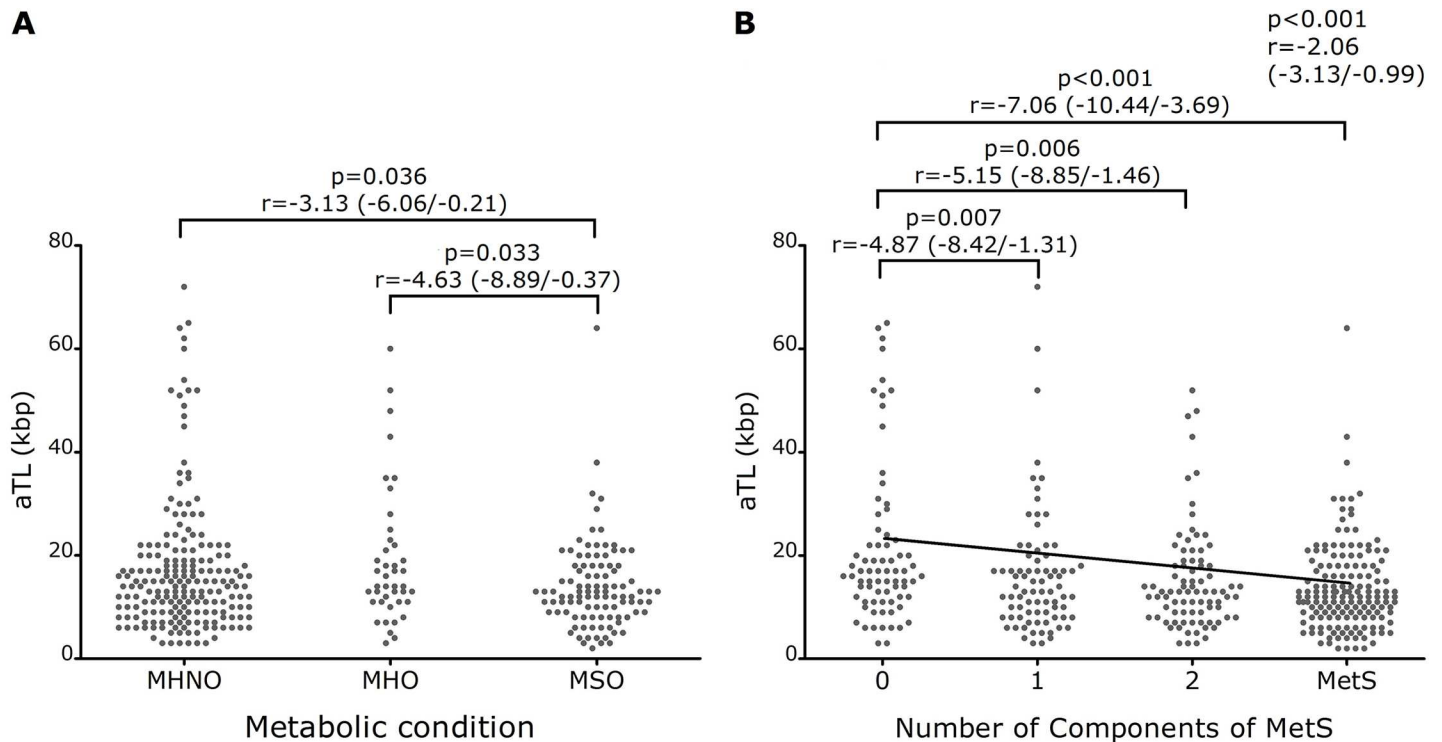 A
p=0.036
r=-3.13 (-6.06/-0.21)
p=0.033
r=-4.63 (-8.89/-0.37)
80
60
40
20
0
aTL (kbp)
MHNO
MHO
MSO
Metabolic condition
B
p<0.001
r=-2.06
(-3.13/-0.99)
p<0.001
r=-7.06 (-10.44/-3.69)
p=0.006
r=-5.15 (-8.85/-1.46)
p=0.007
r=-4.87 (-8.42/-1.31)
80
60
40
20
0
aTL (kbp)
0
1
2
MetS
Number of Components of MetS